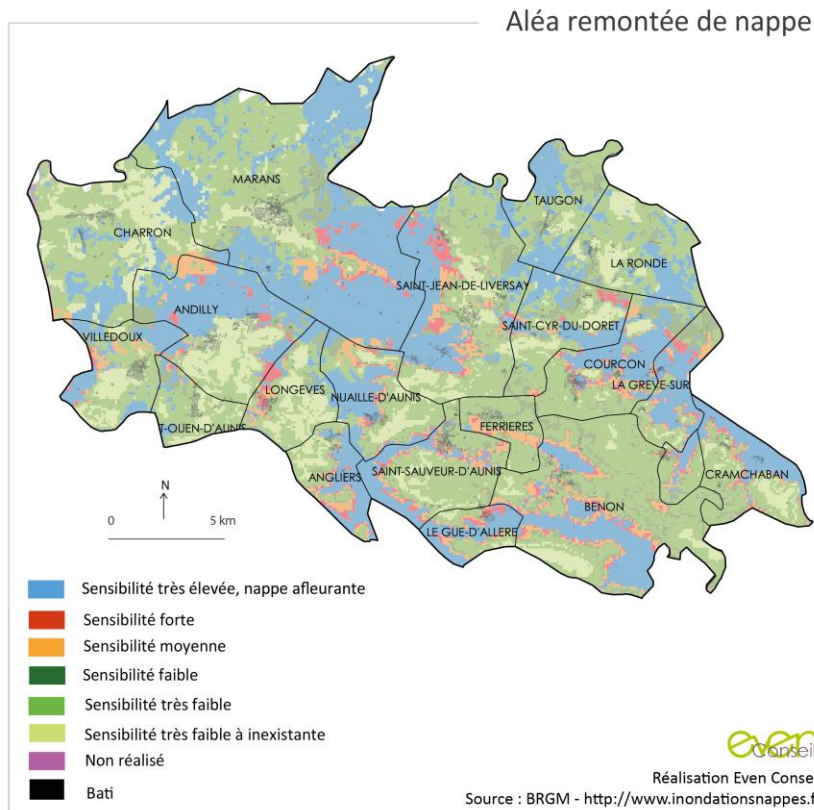 Aléa remontée de nappe
MARANS
TAUGON
CHARRON
LA RONDE
SAINT-JEAN-DE-LIVERSAY
ANDILLY
SAINT-CYR-DU-DORET
VILLEDOUX
COURCON
LONGEVES
LA GREVE-SUR
NUAILLE-D'AUNIS
T-OUEN-D'AUNIS
FERRIERES
ANGLIERS
SAINT-SAUVEUR-D'AUNIS
CRAMCHABAN
BENON
LE GUE-D'ALLERE
N
0 5 km
Sensibilité très élevée, nappe afleurante
Sensibilité forte
Sensibilité moyenne
Sensibilité faible
Sensibilité très faible
Sensibilité très faible à inexistante
Non réalisé
Bati
even
Conseil
Réalisation Even Conse
Source : BRGM - http://www.inondationsnappes.f